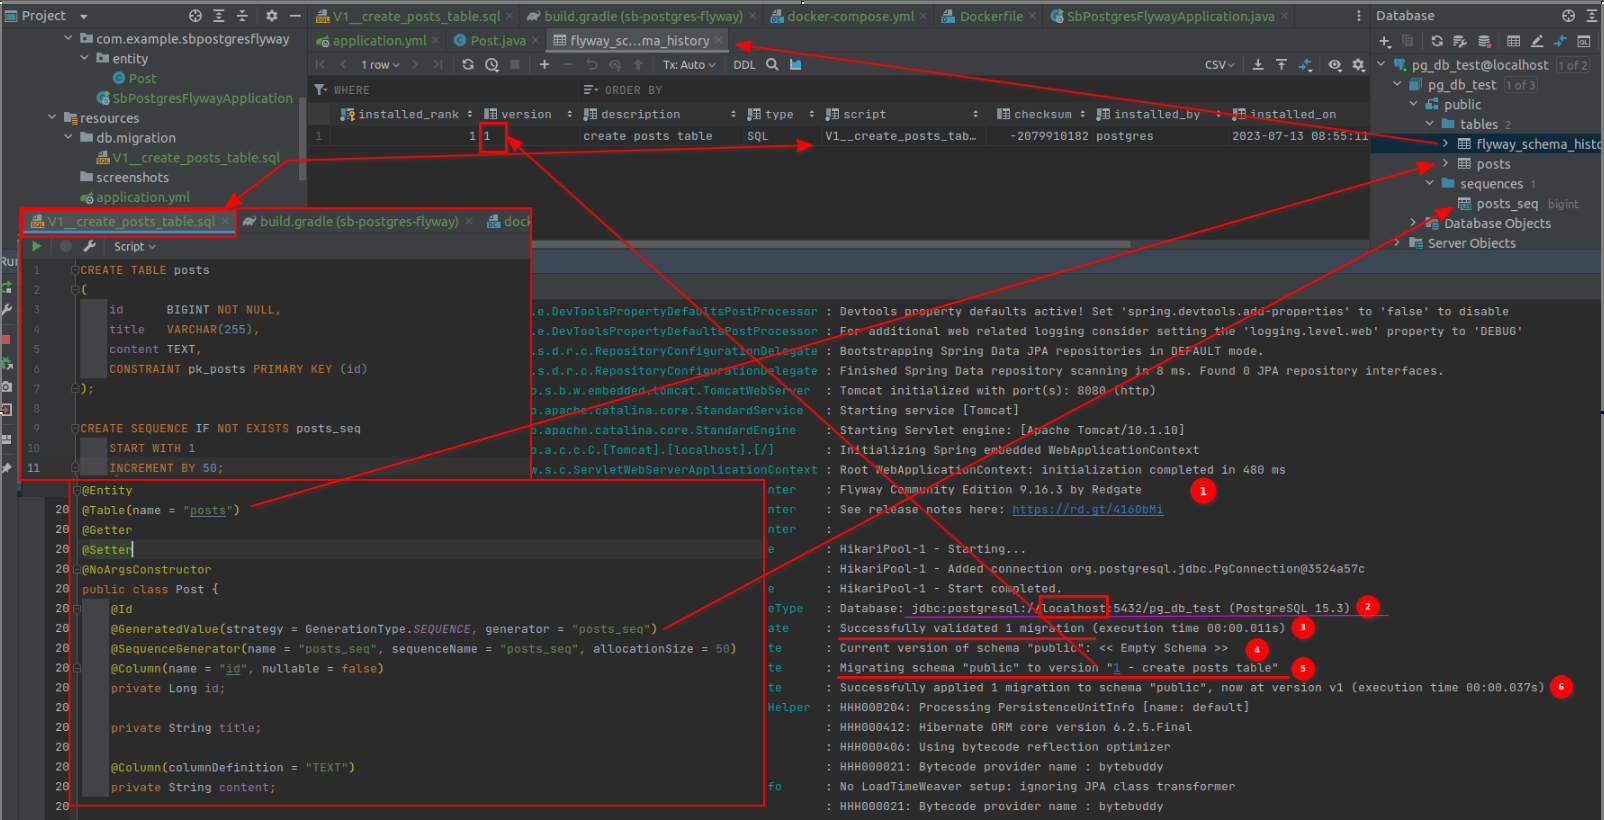 Project
com.example.sbpostgresflyway
entity
Post
SbPostgresFlywayApplication
resources
db.migration
V1__create_posts_table.sql
screenshots
application.yml
V1__create_posts_table.sql
build.gradle (sb-postgres-flyway)
docker-compose.yml
Dockerfile
SbPostgresFlywayApplication.java
application.yml
Post.java
flyway_sc...ma_history
1 row
Tx: Auto
DDL
CSV
WHERE
ORDER BY
installed_rank
version
description
type
script
checksum
installed_by
installed_on
1
1
1
create posts table
SQL
V1__create_posts_tab…
-2079910182
postgres
2023-07-13 08:55:11
Database
pg_db_test@localhost 1 of 2
pg_db_test 1 of 3
public
tables 2
flyway_schema_histo
posts
sequences 1
posts_seq bigint
Database Objects
Server Objects
V1__create_posts_table.sql
build.gradle (sb-postgres-flyway)
dock
Script
Run
1 CREATE TABLE posts
2 (
3 id BIGINT NOT NULL,
4 title VARCHAR(255),
5 content TEXT,
6 CONSTRAINT pk_posts PRIMARY KEY (id)
7 );
8
9 CREATE SEQUENCE IF NOT EXISTS posts_seq
10 START WITH 1
11 INCREMENT BY 50;
@Entity
20 @Table(name = "posts")
20 @Getter
20 @Setter
20 @NoArgsConstructor
20 public class Post {
20 @Id
20 @GeneratedValue(strategy = GenerationType.SEQUENCE, generator = "posts_seq")
20 @SequenceGenerator(name = "posts_seq", sequenceName = "posts_seq", allocationSize = 50)
20 @Column(name = "id", nullable = false)
20 private Long id;
20
20 private String title;
20
20 @Column(columnDefinition = "TEXT")
20 private String content;
20
.e.DevToolsPropertyDefaultsPostProcessor : Devtools property defaults active! Set 'spring.devtools.add-properties' to 'false' to disable
.e.DevToolsPropertyDefaultsPostProcessor : For additional web related logging consider setting the 'logging.level.web' property to 'DEBUG'
.s.d.r.c.RepositoryConfigurationDelegate : Bootstrapping Spring Data JPA repositories in DEFAULT mode.
.s.d.r.c.RepositoryConfigurationDelegate : Finished Spring Data repository scanning in 8 ms. Found 0 JPA repository interfaces.
o.s.b.w.embedded.tomcat.TomcatWebServer : Tomcat initialized with port(s): 8080 (http)
o.apache.catalina.core.StandardService : Starting service [Tomcat]
o.apache.catalina.core.StandardEngine : Starting Servlet engine: [Apache Tomcat/10.1.10]
o.a.c.c.C.[Tomcat].[localhost].[/] : Initializing Spring embedded WebApplicationContext
w.s.c.ServletWebServerApplicationContext : Root WebApplicationContext: initialization completed in 480 ms
nter : Flyway Community Edition 9.16.3 by Redgate 1
nter : See release notes here: https://rd.gt/416ObMi
nter :
e : HikariPool-1 - Starting...
: HikariPool-1 - Added connection org.postgresql.jdbc.PgConnection@3524a57c
e : HikariPool-1 - Start completed.
eType : Database: jdbc:postgresql://localhost:5432/pg_db_test (PostgreSQL 15.3) 2
ate : Successfully validated 1 migration (execution time 00:00.011s) 3
te : Current version of schema "public": << Empty Schema >> 4
te : Migrating schema "public" to version "1 - create posts table" 5
te : Successfully applied 1 migration to schema "public", now at version v1 (execution time 00:00.037s) 6
Helper : HHH000204: Processing PersistenceUnitInfo [name: default]
: HHH000412: Hibernate ORM core version 6.2.5.Final
: HHH000406: Using bytecode reflection optimizer
: HHH000021: Bytecode provider name : bytebuddy
fo : No LoadTimeWeaver setup: ignoring JPA class transformer
: HHH000021: Bytecode provider name : bytebuddy